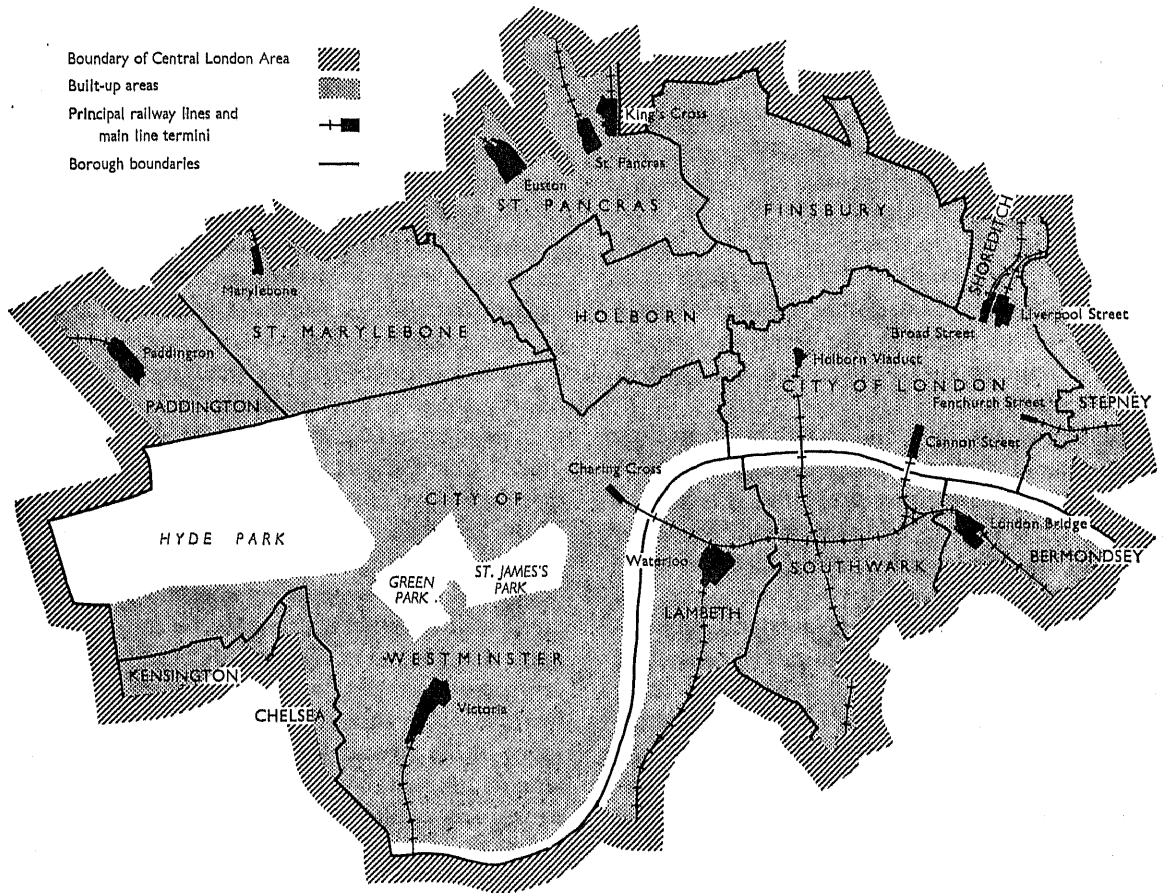 Boundary of Central London Area
Built-up areas
Principal railway lines and
main line termini
Borough boundaries
King's Cross
St. Pancras
Euston
ST. PANCRAS
FINSBURY
SHOREDITCH
Marylebone
ST. MARYLEBONE
HOLBORN
Liverpool Street
Broad Street
Paddington
PADDINGTON
Holborn Viaduct
CITY OF LONDON
Fenchurch Street
STEPNEY
Cannon Street
Charing Cross
CITY OF
HYDE PARK
GREEN
PARK
ST. JAMES'S
PARK
Waterloo
London Bridge
BERMONDSEY
SOUTHWARK
LAMBETH
WESTMINSTER
KENSINGTON
CHELSEA
Victoria